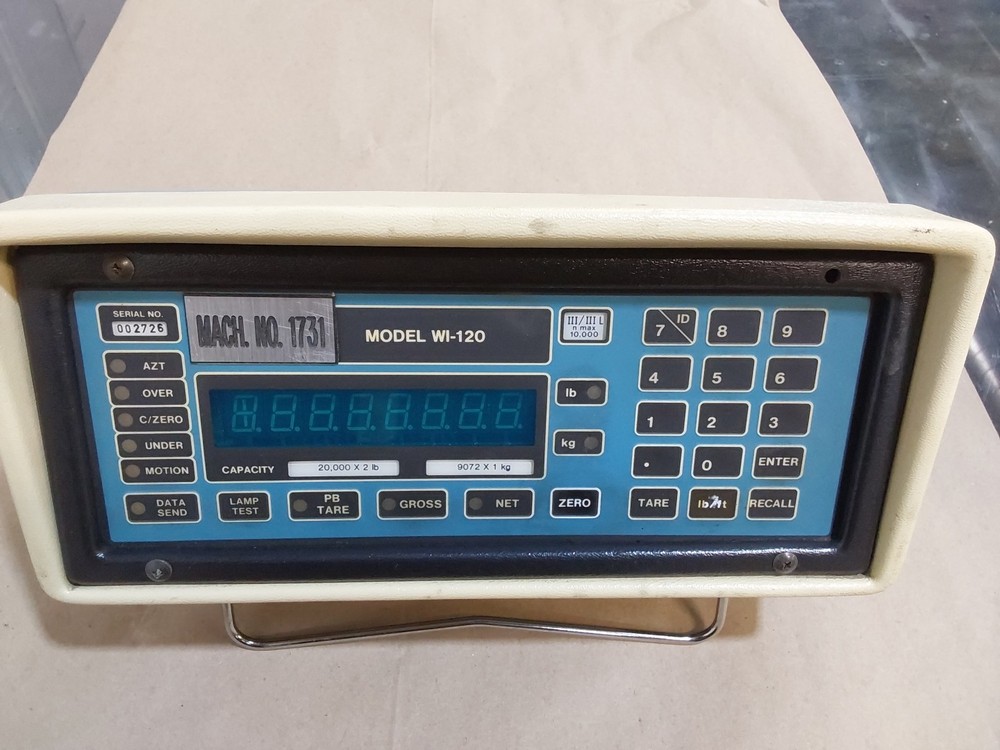 SERIAL NO.
002726
MACH. NO. 1731
MODEL WI-120
III/III L
n max
10.000
AZT
OVER
C/ZERO
UNDER
MOTION
DATA
SEND
lb
kg
CAPACITY
20,000 X 2 lb
9072 X 1 kg
LAMP
TEST
PB
TARE
GROSS
NET
ZERO
7 ID
8
9
4
5
6
1
2
3
.
0
ENTER
TARE
RECALL